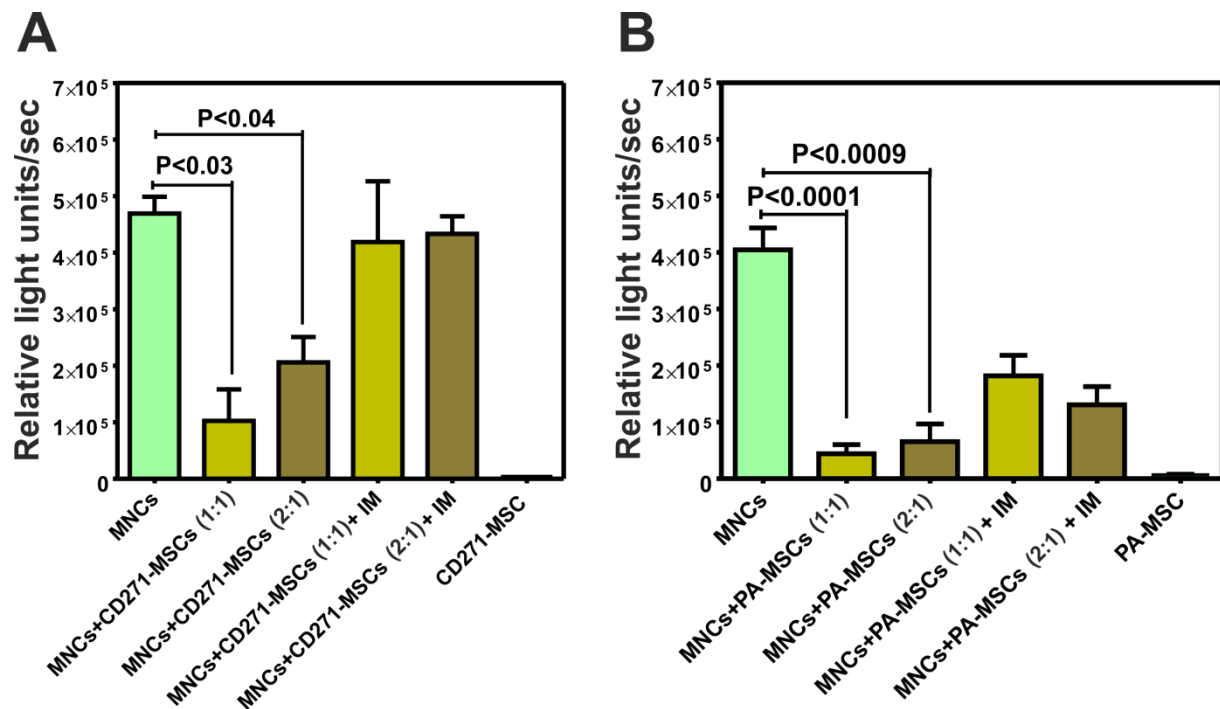 A
Relative light units/sec
7×10⁵
6×10⁵
5×10⁵
4×10⁵
3×10⁵
2×10⁵
1×10⁵
0
P<0.04
P<0.03
MNCs
MNCs+CD271-MSCs (1:1)
MNCs+CD271-MSCs (2:1)
MNCs+CD271-MSCs (1:1)+ IM
MNCs+CD271-MSCs (2:1)+ IM
CD271-MSC
B
Relative light units/sec
7×10⁵
6×10⁵
5×10⁵
4×10⁵
3×10⁵
2×10⁵
1×10⁵
0
P<0.0009
P<0.0001
MNCs
MNCs+PA-MSCs (1:1)
MNCs+PA-MSCs (2:1)
MNCs+PA-MSCs (1:1) + IM
MNCs+PA-MSCs (2:1) + IM
PA-MSC